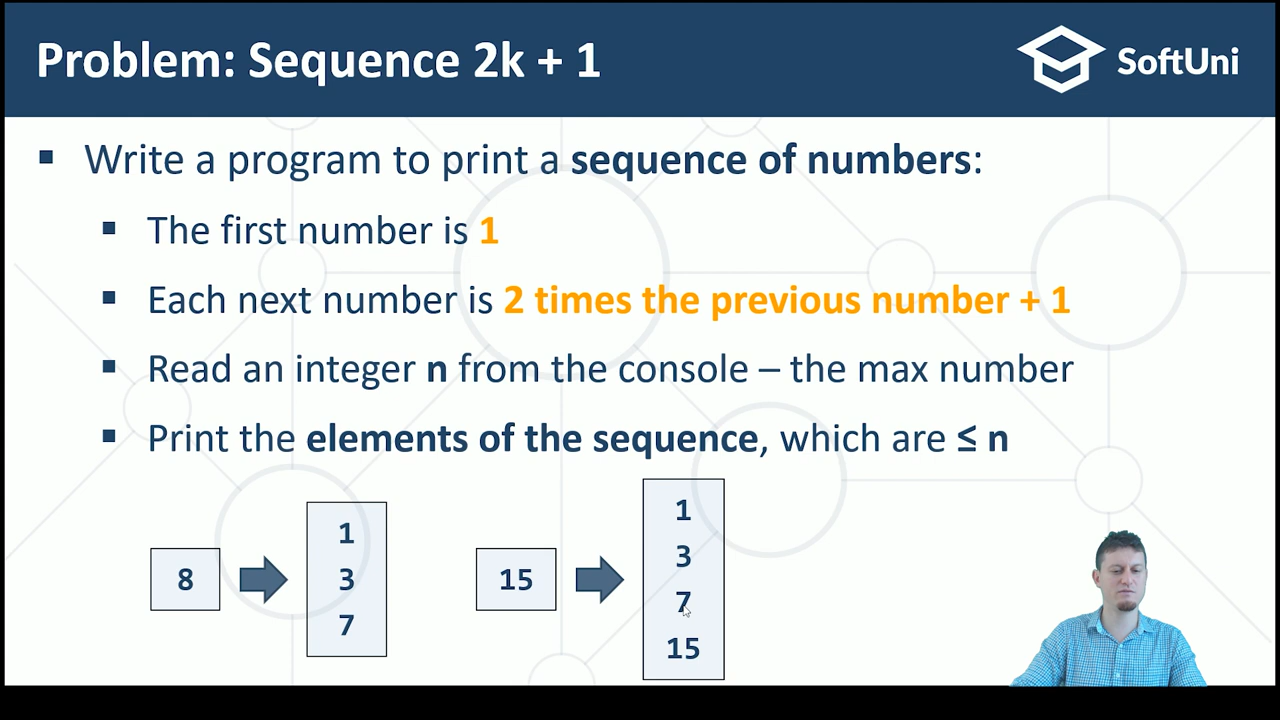 Problem: Sequence 2k + 1
SoftUni
Write a program to print a sequence of numbers:
The first number is 1
Each next number is 2 times the previous number + 1
Read an integer n from the console – the max number
Print the elements of the sequence, which are ≤ n
8
1
3
7
15
1
3
7
15